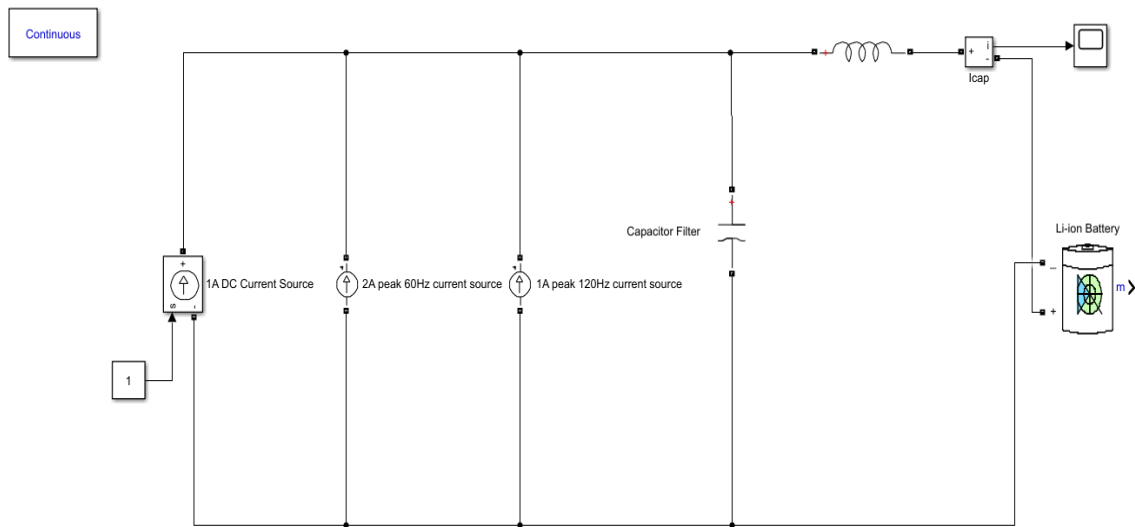 Continuous
i
+
-
Icap
+
Capacitor Filter
+
Li-ion Battery
+
1A DC Current Source
2A peak 60Hz current source
1A peak 120Hz current source
_
m
s
-
+
1